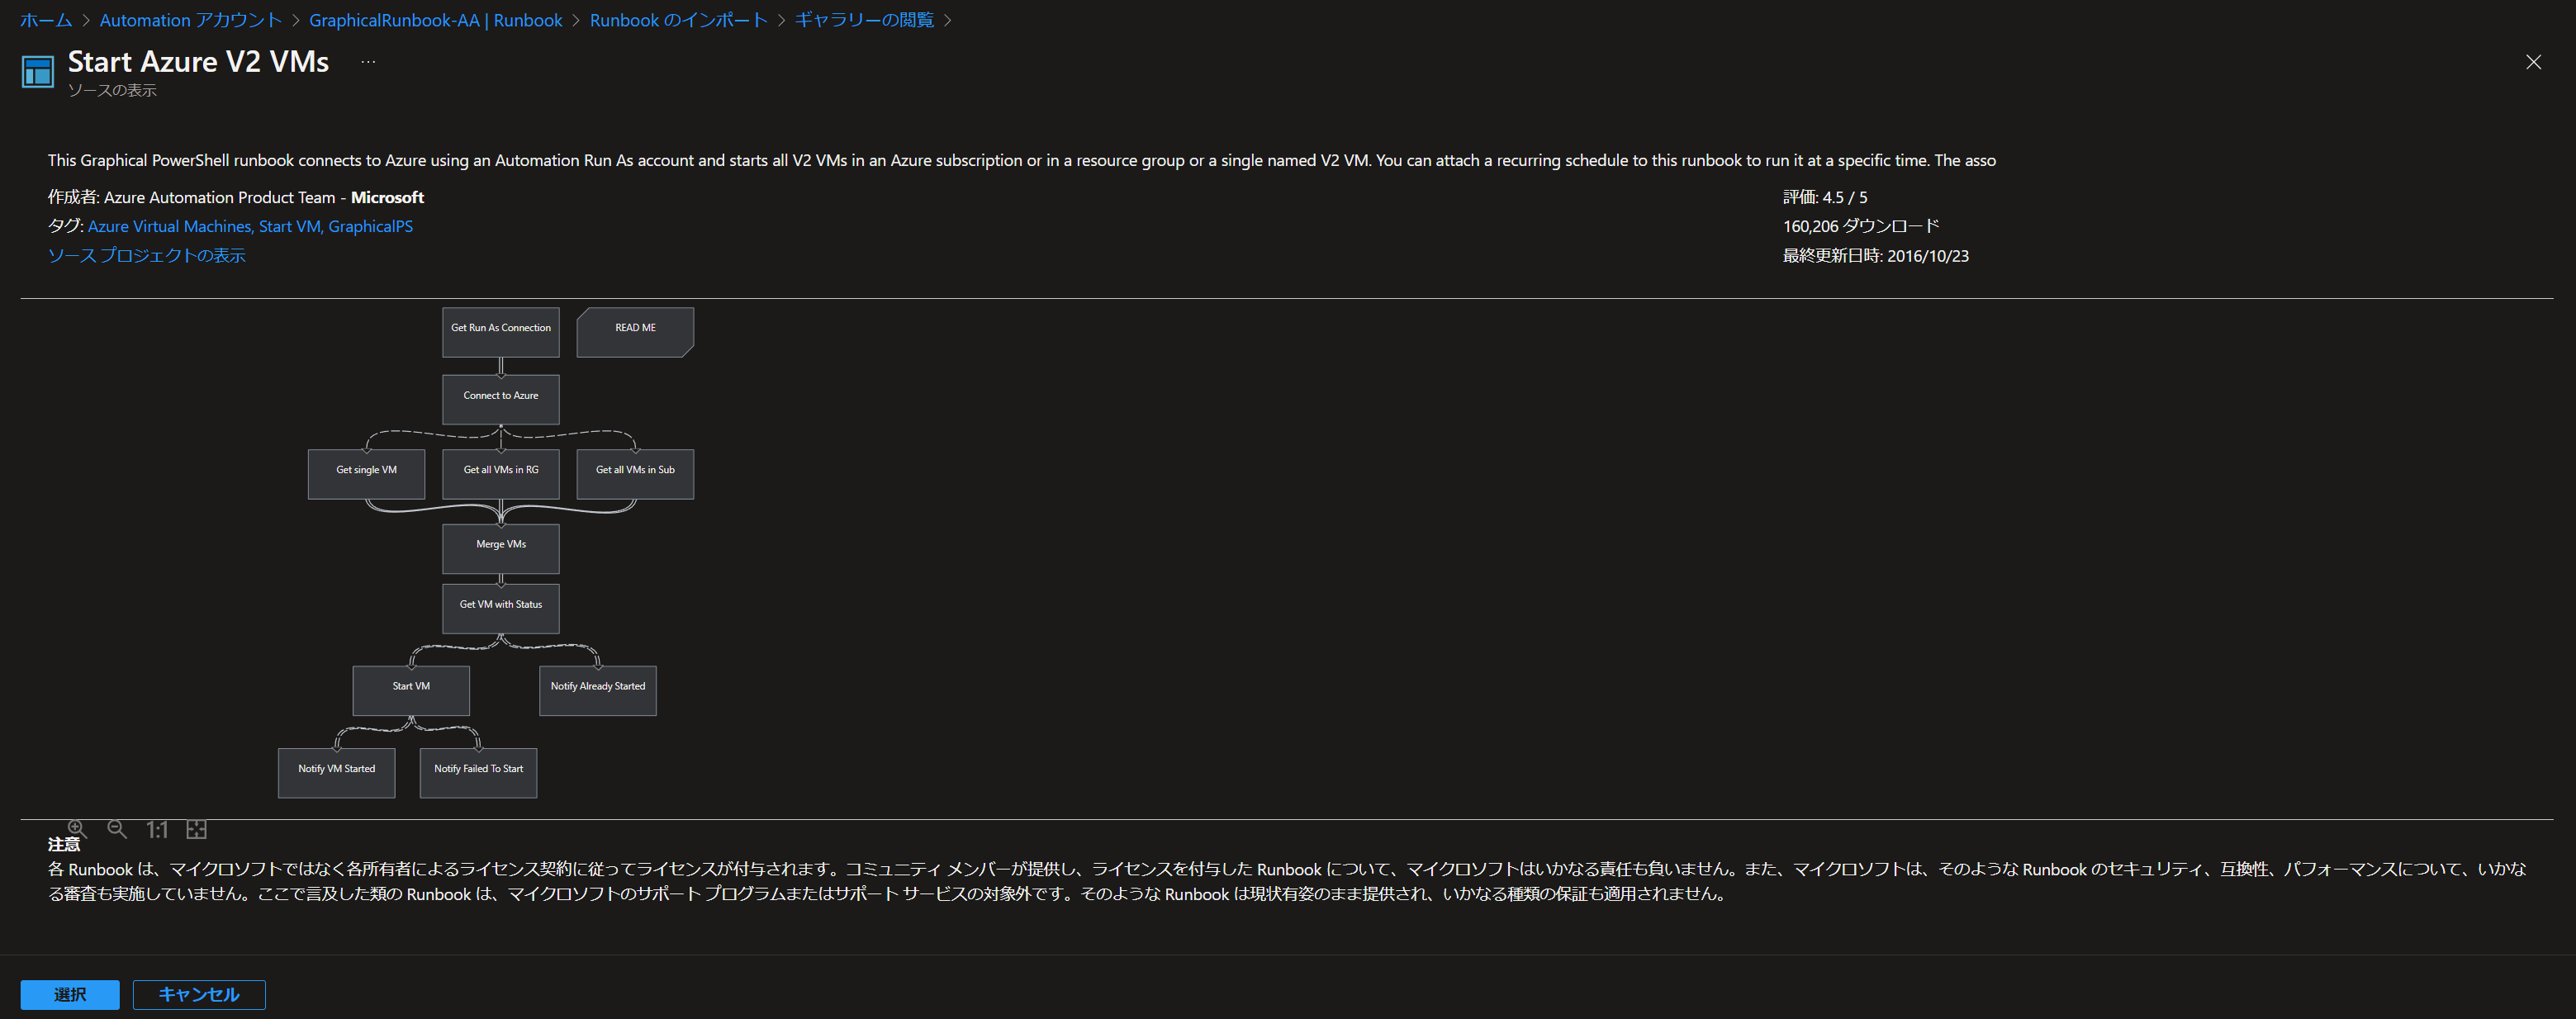 ホーム > Automation アカウント > GraphicalRunbook-AA | Runbook > Runbook のインポート > ギャラリーの閲覧 >
Start Azure V2 VMs ...
ソースの表示
This Graphical PowerShell runbook connects to Azure using an Automation Run As account and starts all V2 VMs in an Azure subscription or in a resource group or a single named V2 VM. You can attach a recurring schedule to this runbook to run it at a specific time. The asso
作成者: Azure Automation Product Team - Microsoft
評価: 4.5 / 5
タグ: Azure Virtual Machines, Start VM, GraphicalPS
160,206 ダウンロード
ソース プロジェクトの表示
最終更新日時: 2016/10/23
Get Run As Connection
READ ME
Connect to Azure
Get single VM
Get all VMs in RG
Get all VMs in Sub
Merge VMs
Get VM with Status
Start VM
Notify Already Started
Notify VM Started
Notify Failed To Start
1:1
注意
各 Runbook は、マイクロソフトではなく各所有者によるライセンス契約に従ってライセンスが付与されます。コミュニティ メンバーが提供し、ライセンスを付与した Runbook について、マイクロソフトはいかなる責任も負いません。また、マイクロソフトは、そのような Runbook のセキュリティ、互換性、パフォーマンスについて、いかな
る審査も実施していません。ここで言及した類の Runbook は、マイクロソフトのサポート プログラムまたはサポート サービスの対象外です。そのような Runbook は現状有姿のまま提供され、いかなる種類の保証も適用されません。
選択
キャンセル